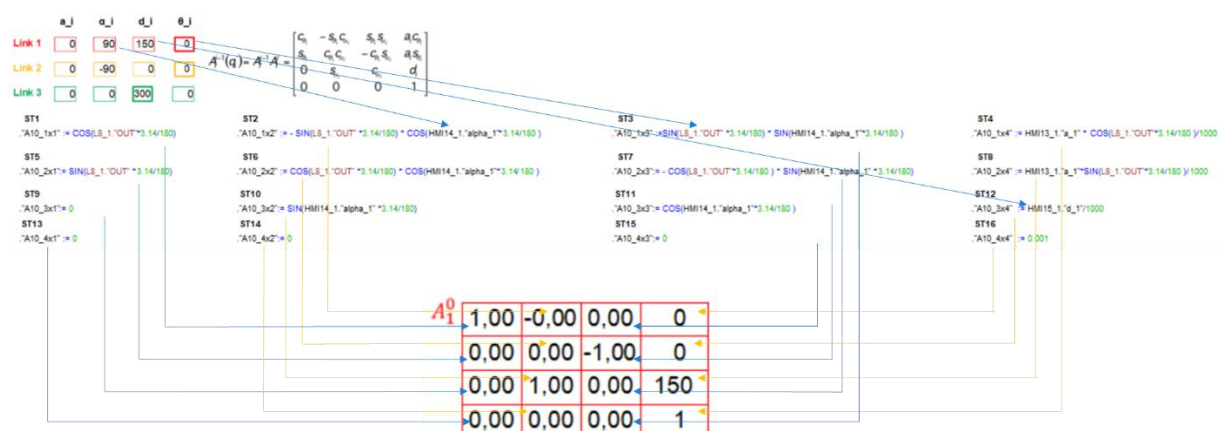 a_i α_i d_i θ_i
Link 1 0 90 150 0
Link 2 0 -90 0 0
Link 3 0 0 300 0
ST1 ST2 ST3 ST4
."A10_1x1" := COS(L8_1."OUT"*3.14/180) ."A10_1x2" := - SIN(L8_1."OUT" *3.14/180) * COS(HMI14_1."alpha_1"*3.14/180 ) ."A10_1x3" :=SIN(L8_1."OUT" *3.14/180) * SIN(HMI14_1."alpha_1" *3.14/180 ) ."A10_1x4" := HMI13_1."a_1" * COS(L8_1."OUT"*3.14/180 )/1000
ST5 ST6 ST7 ST8
."A10_2x1":= SIN(L8_1."OUT" *3.14/180) ."A10_2x2" := COS(L8_1."OUT" *3.14/180) * COS(HMI14_1."alpha_1"*3.14/180 ) ."A10_2x3":= - COS(L8_1."OUT"*3.14/180 ) * SIN(HMI14_1."alpha_1" *3.14/180) ."A10_2x4" := HMI13_1."a_1"*SIN(L8_1."OUT"*3.14/180 )/1000
ST9 ST10 ST11 ST12
."A10_3x1":= 0 ."A10_3x2":= SIN(HMI14_1."alpha_1"*3.14/180) ."A10_3x3":= COS(HMI14_1."alpha_1"*3.14/180 ) ."A10_3x4" := HMI15_1."d_1"/1000
ST13 ST14 ST15 ST16
."A10_4x1" := 0 ."A10_4x2":= 0 ."A10_4x3":= 0 ."A10_4x4" := 0.001
A₁⁰ 1,00 -0,00 0,00 0
0,00 0,00 -1,00 0
0,00 1,00 0,00 150
0,00 0,00 0,00 1